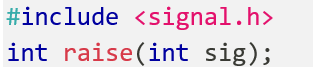 #include <signal.h>
int raise(int sig);